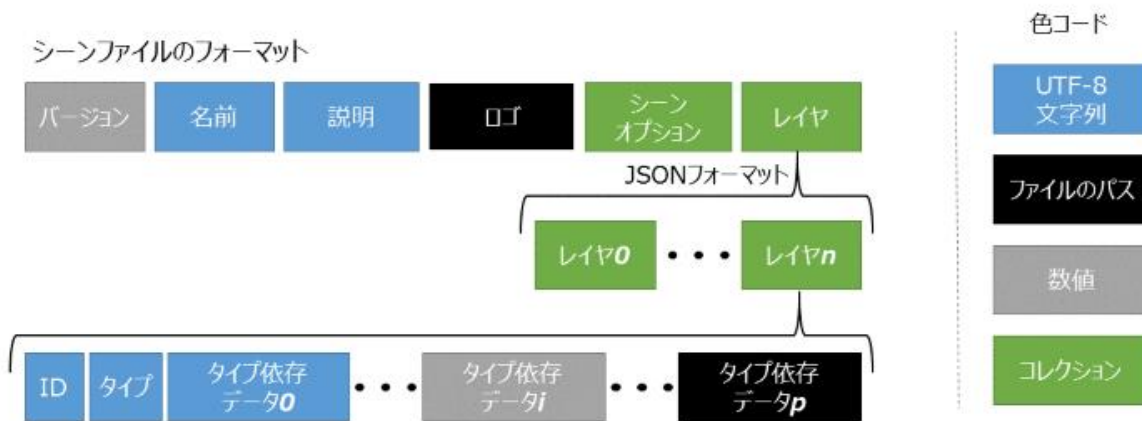 色コード
シーンファイルのフォーマット
バージョン
名前
説明
ロゴ
シーン
オプション
レイヤ
UTF-8
文字列
JSONフォーマット
ファイルのパス
レイヤ0
• • •
レイヤn
数値
ID
タイプ
タイプ依存
データ0
• • •
タイプ依存
データi
• • •
タイプ依存
データp
コレクション